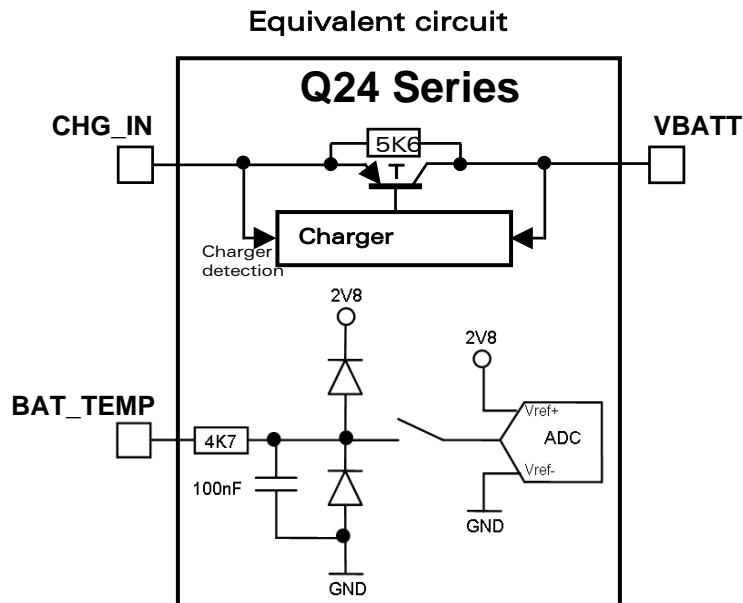 Equivalent circuit
Q24 Series
CHG_IN
VBATT
5K6
T
Charger
Charger
detection
2V8
2V8
BAT_TEMP
4K7
Vref+
ADC
Vref-
100nF
GND
GND